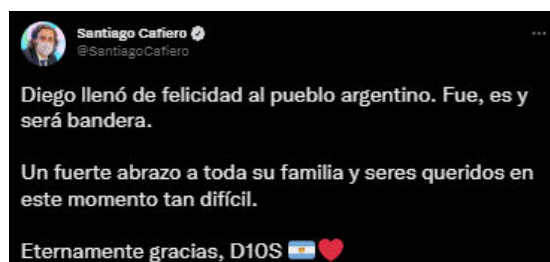 Santiago Cafiero
@SantiagoCafiero
Diego llenó de felicidad al pueblo argentino. Fue, es y
será bandera.
Un fuerte abrazo a toda su familia y seres queridos en
este momento tan difícil.
Eternamente gracias, D10S 🇦🇷❤️